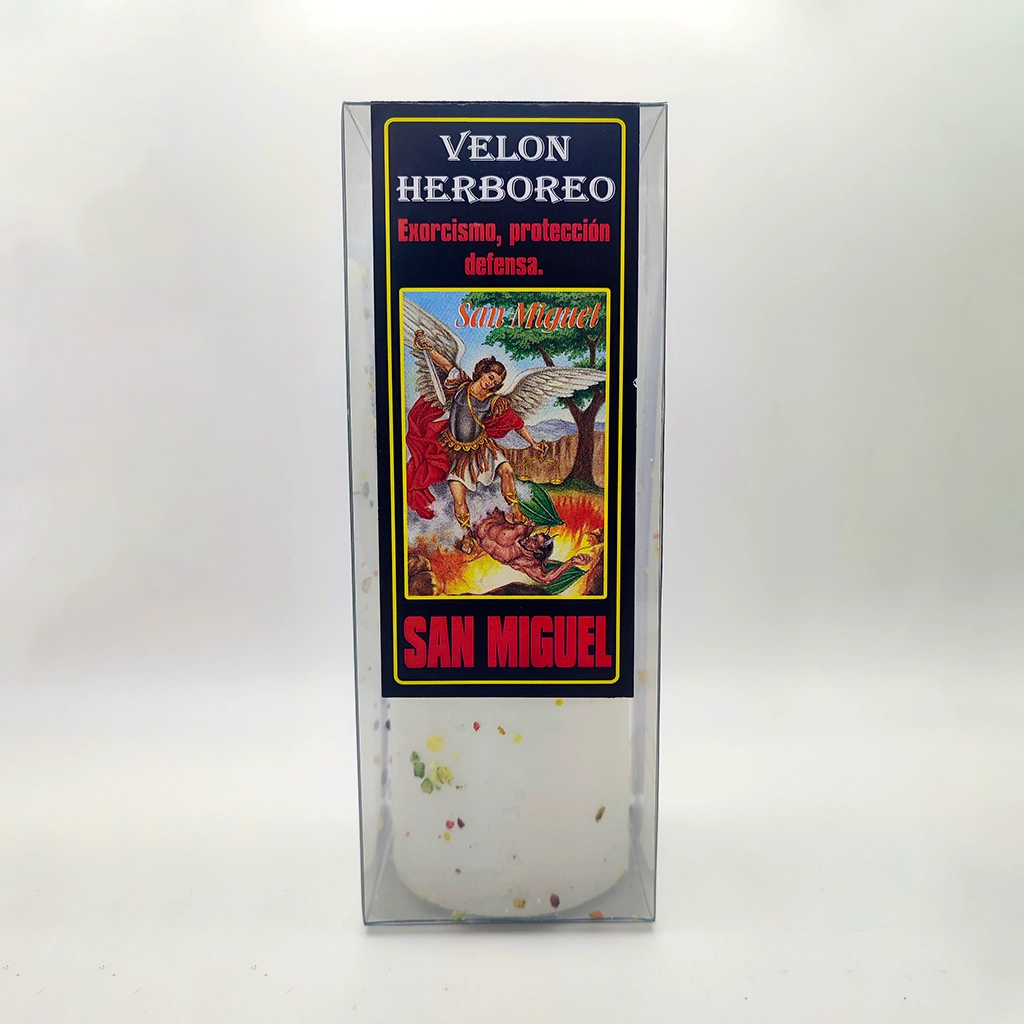 VELON
HERBOREO
Exorcismo, protección
defensa.
San Miguel
SAN MIGUEL